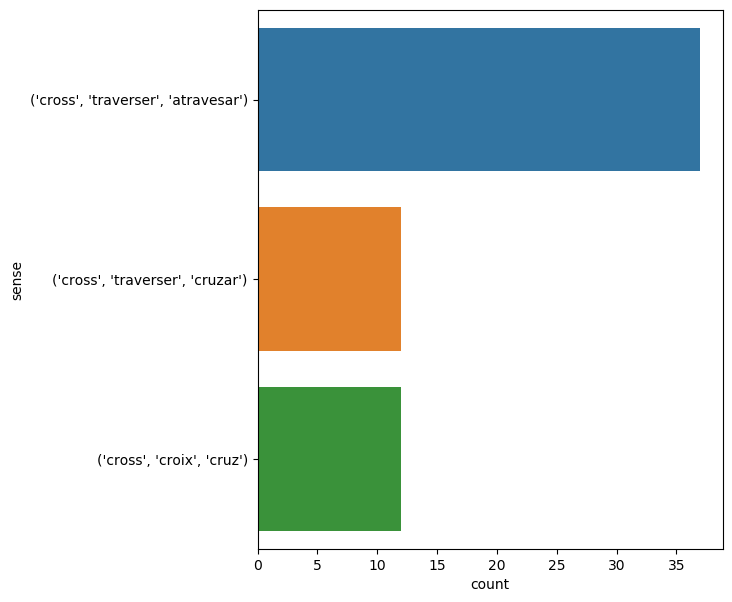 sense
('cross', 'traverser', 'atravesar')
('cross', 'traverser', 'cruzar')
('cross', 'croix', 'cruz')
0 5 10 15 20 25 30 35
count